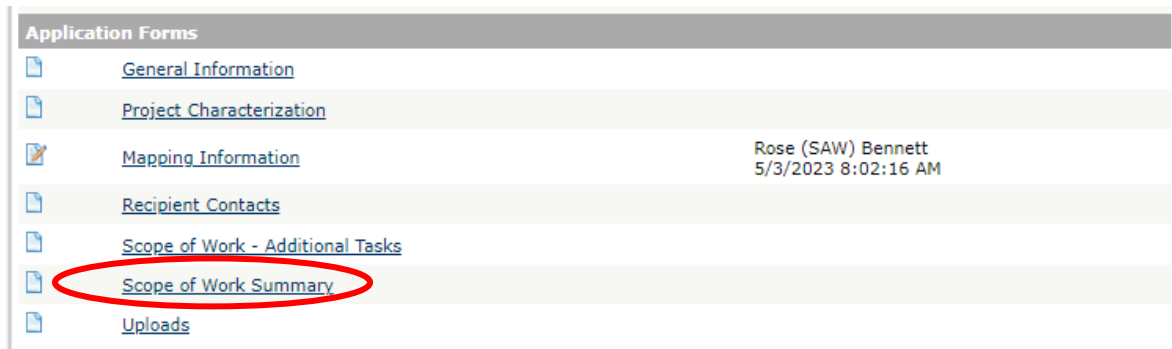 Application Forms
General Information
Project Characterization
Mapping Information
Rose (SAW) Bennett
5/3/2023 8:02:16 AM
Recipient Contacts
Scope of Work - Additional Tasks
Scope of Work Summary
Uploads